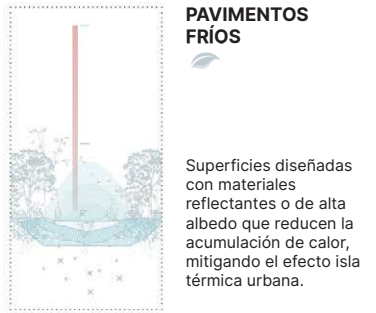 PAVIMENTOS
FRÍOS
Superficies diseñadas
con materiales
reflectantes o de alta
albedo que reducen la
acumulación de calor,
mitigando el efecto isla
térmica urbana.